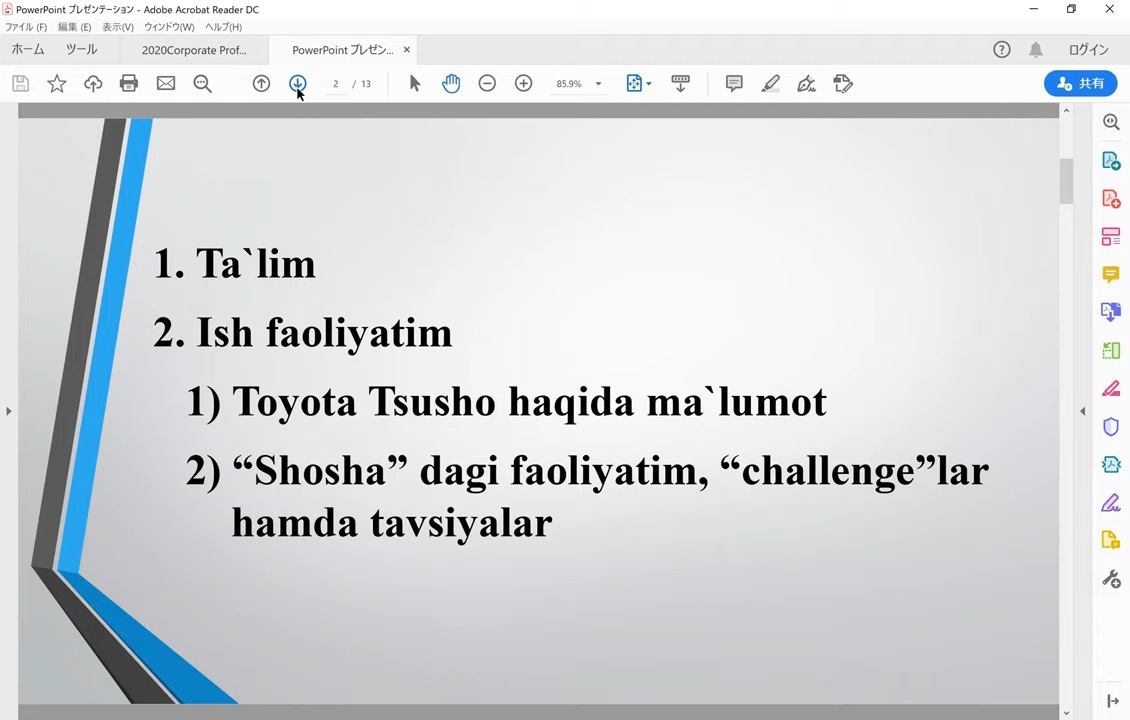 PowerPoint プレゼンテーション - Adobe Acrobat Reader DC
ファイル (F) 編集 (E) 表示(V) ウィンドウ(W) ヘルプ(H)
ホーム ツール 2020Corporate Prof... PowerPoint プレゼン... × ログイン
2 / 13 85.9% 共有
1. Ta`lim
2. Ish faoliyatim
1) Toyota Tsusho haqida ma`lumot
2) “Shosha” dagi faoliyatim, “challenge”lar
hamda tavsiyalar